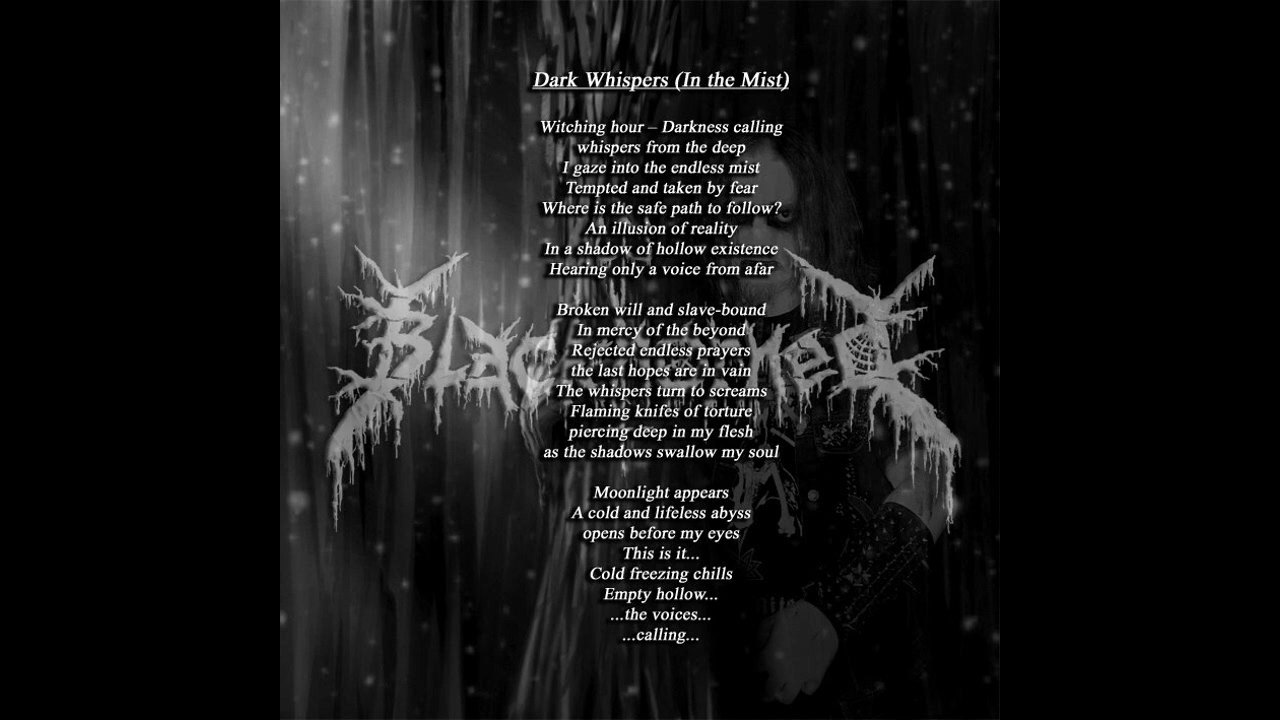 Dark Whispers (In the Mist)
Witching hour – Darkness calling
whispers from the deep
I gaze into the endless mist
Tempted and taken by fear
Where is the safe path to follow?
An illusion of reality
In a shadow of hollow existence
Hearing only a voice from afar
Broken will and slave-bound
In mercy of the beyond
Rejected endless prayers
the last hopes are in vain
The whispers turn to screams
Flaming knifes of torture
piercing deep in my flesh
as the shadows swallow my soul
Moonlight appears
A cold and lifeless abyss
opens before my eyes
This is it...
Cold freezing chills
Empty hollow...
...the voices...
...calling...